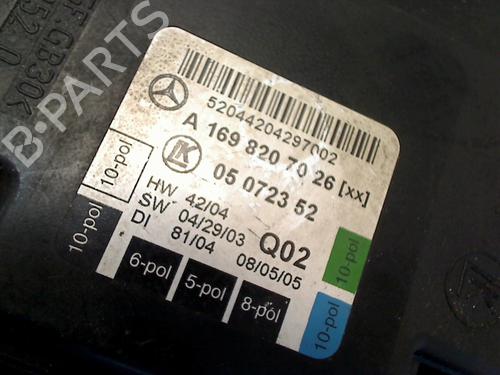 B-PARTS
52044204297002
A 169 820 70 26 [xx]
LK
05 0723 52
HW 42/04
SW 04/29/03
DI 81/04
08/05/05
Q02
10-pol
10-pol
10-pol
10-pol
6-pol
5-pol
8-pol